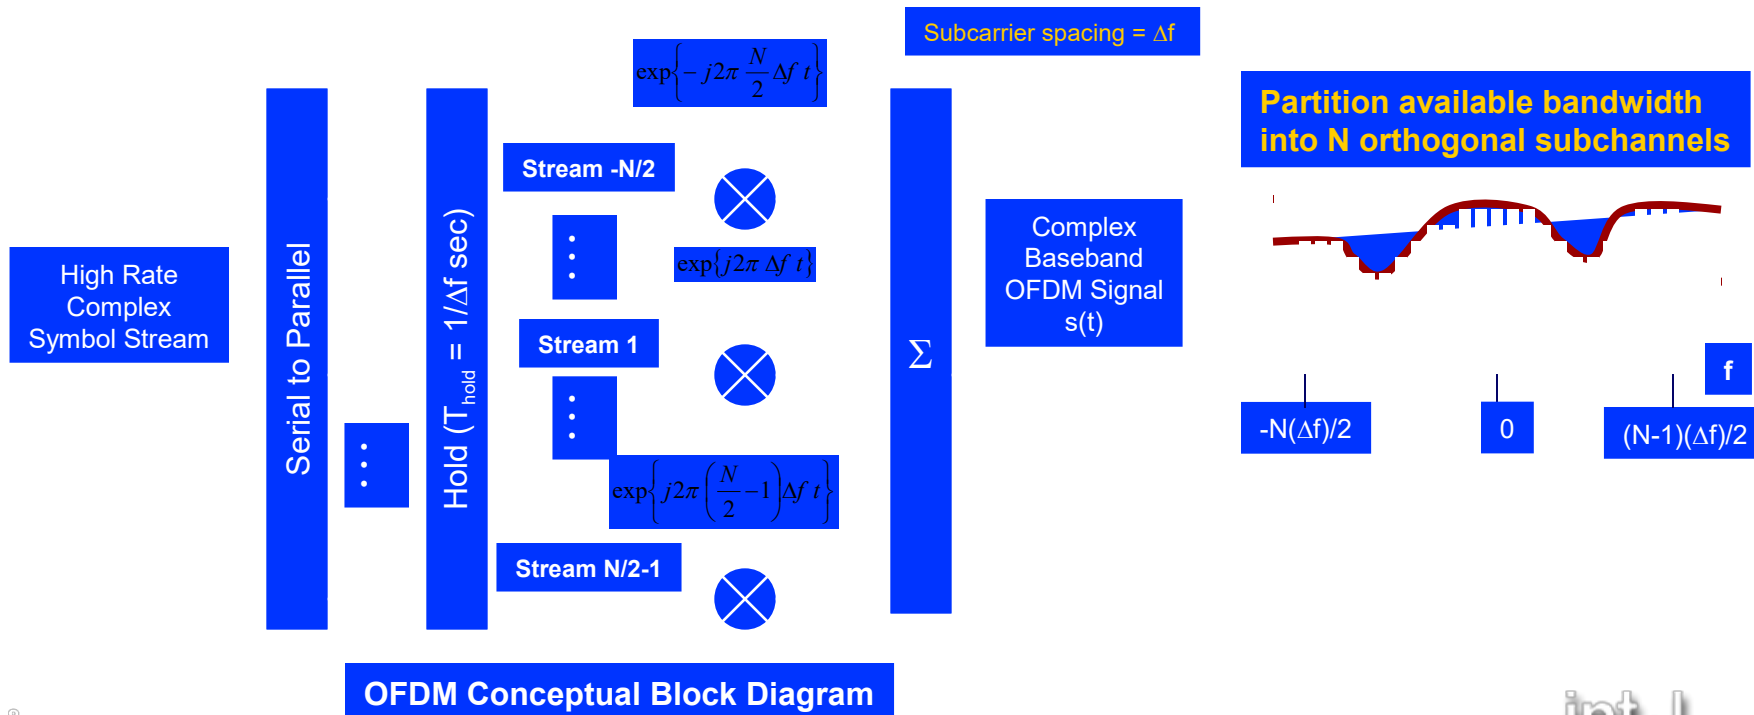 Subcarrier spacing = Δf
exp{− j2π N/2 Δf t}
Partition available bandwidth
into N orthogonal subchannels
Stream -N/2
exp{j2π Δf t}
High Rate
Complex
Symbol Stream
Serial to Parallel
Hold (Thold = 1/Δf sec)
Stream 1
exp{j2π (N/2 −1)Δf t}
Stream N/2-1
Σ
Complex
Baseband
OFDM Signal
s(t)
f
-N(Δf)/2
0
(N-1)(Δf)/2
OFDM Conceptual Block Diagram